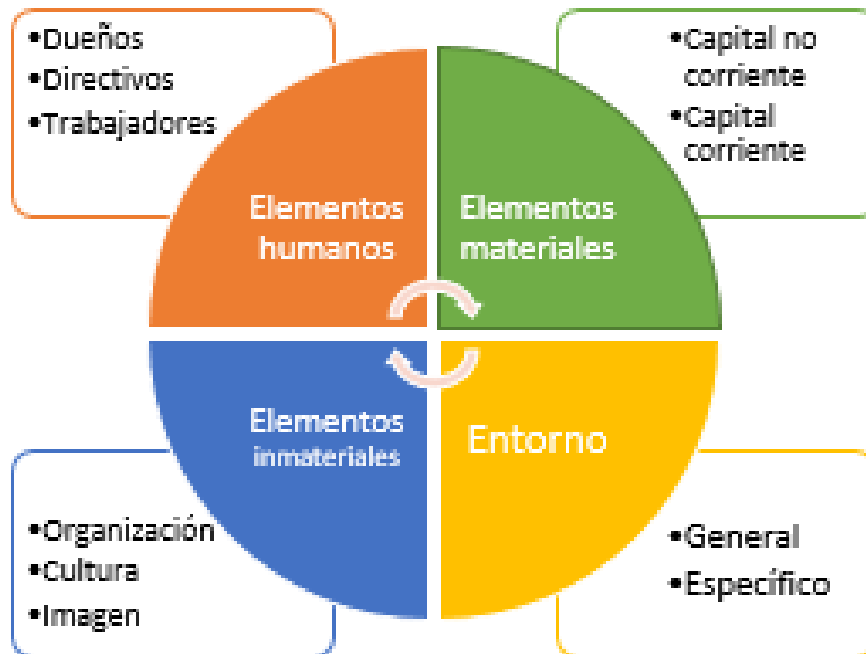 •Dueños
•Directivos
•Trabajadores
•Capital no
corriente
•Capital
corriente
Elementos
humanos
Elementos
materiales
Elementos
inmateriales
Entorno
•Organización
•Cultura
•Imagen
•General
•Específico